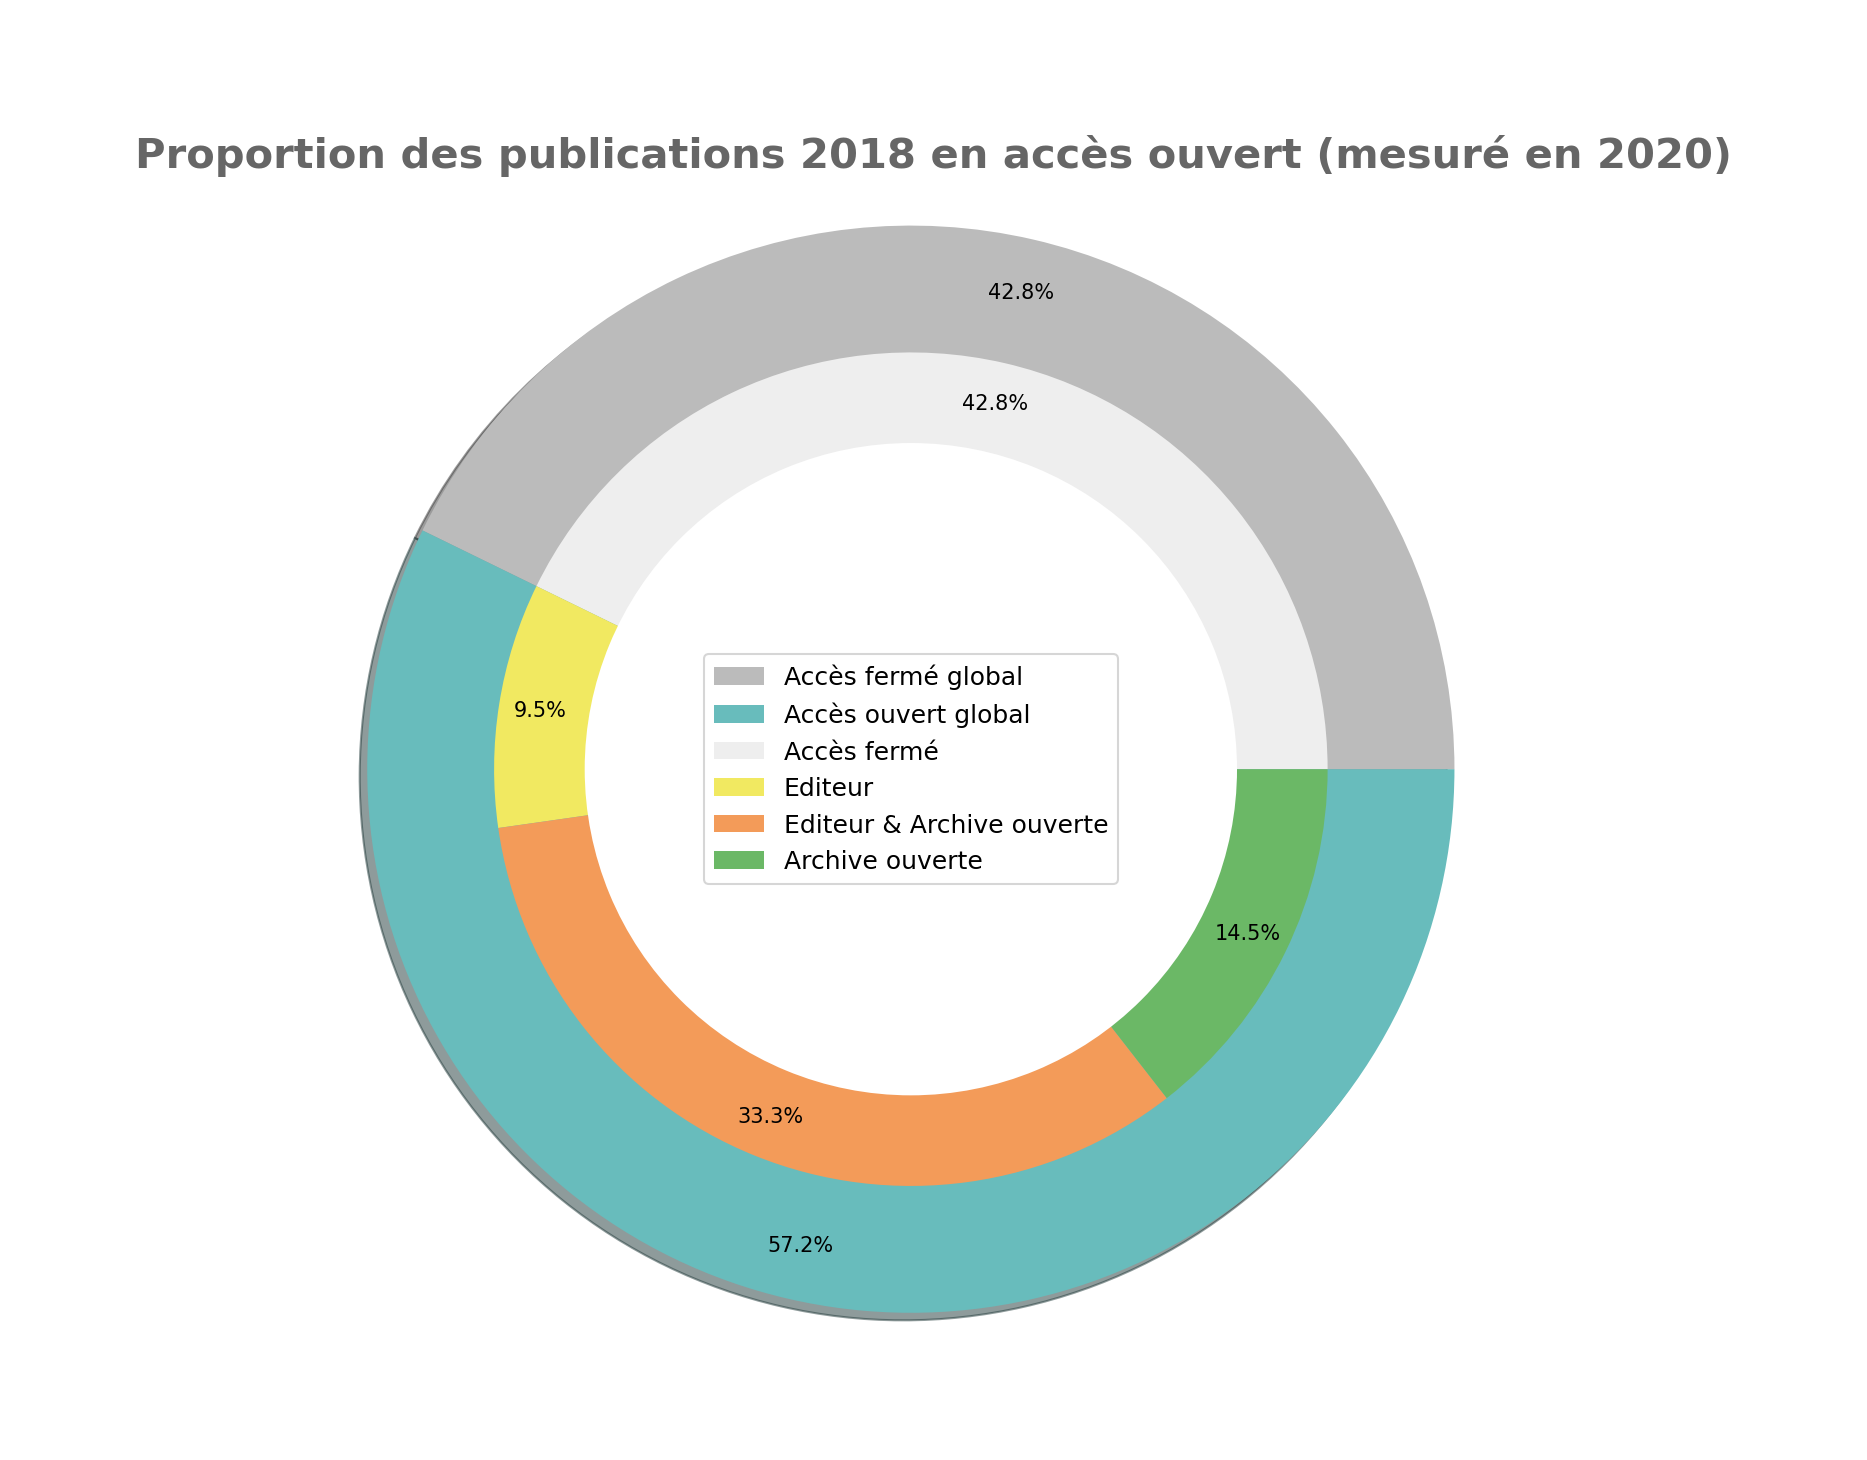 Proportion des publications 2018 en accès ouvert (mesuré en 2020)
42.8%
42.8%
Accès fermé global
Accès ouvert global
Accès fermé
Editeur
Editeur & Archive ouverte
Archive ouverte
9.5%
14.5%
33.3%
57.2%